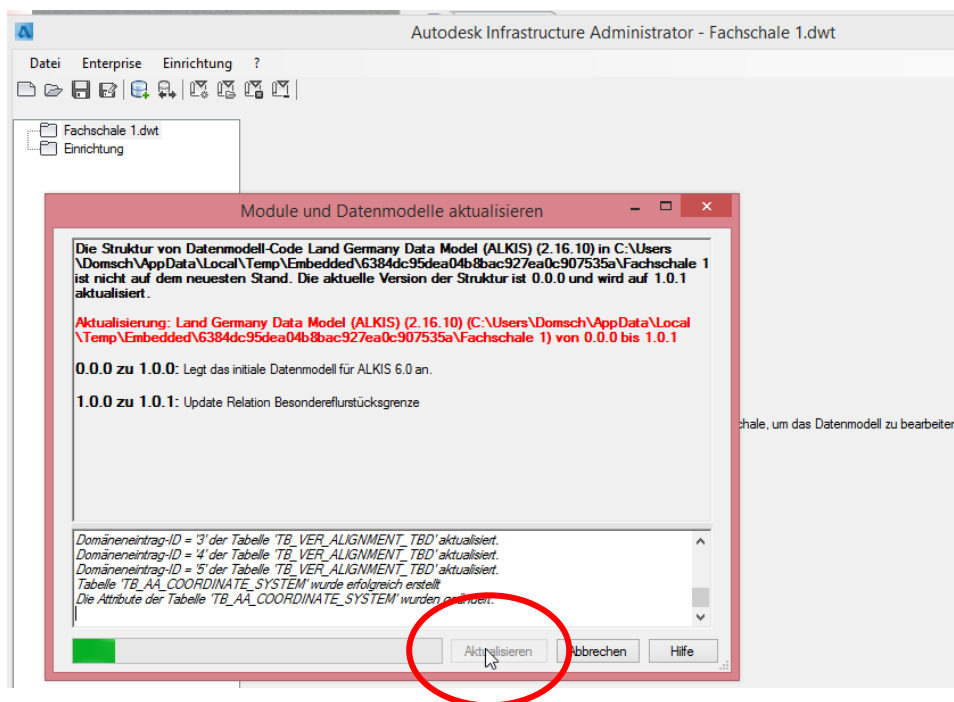 Autodesk Infrastructure Administrator - Fachschale 1.dwt
Datei Enterprise Einrichtung ?
Fachschale 1.dwt
Einrichtung
Module und Datenmodelle aktualisieren
Die Struktur von Datenmodell-Code Land Germany Data Model (ALKIS) (2.16.10) in C:\Users
\Domsch\AppData\Local\Temp\Embedded\6384dc95dea04b8bac927ea0c907535a\Fachschale 1
ist nicht auf dem neuesten Stand. Die aktuelle Version der Struktur ist 0.0.0 und wird auf 1.0.1
aktualisiert.
Aktualisierung: Land Germany Data Model (ALKIS) (2.16.10) (C:\Users\Domsch\AppData\Local
\Temp\Embedded\6384dc95dea04b8bac927ea0c907535a\Fachschale 1) von 0.0.0 bis 1.0.1
0.0.0 zu 1.0.0: Legt das initiale Datenmodell für ALKIS 6.0 an.
1.0.0 zu 1.0.1: Update Relation Besondereflurstücksgrenze
chale, um das Datenmodell zu bearbeiten
Domäneneintrag-ID = '3' der Tabelle 'TB_VER_ALIGNMENT_TBD' aktualisiert.
Domäneneintrag-ID = '4' der Tabelle 'TB_VER_ALIGNMENT_TBD' aktualisiert.
Domäneneintrag-ID = '5' der Tabelle 'TB_VER_ALIGNMENT_TBD' aktualisiert.
Tabelle 'TB_AA_COORDINATE_SYSTEM' wurde erfolgreich erstellt
Die Attribute der Tabelle 'TB_AA_COORDINATE_SYSTEM' wurden geändert.
Aktualisieren Abbrechen Hilfe